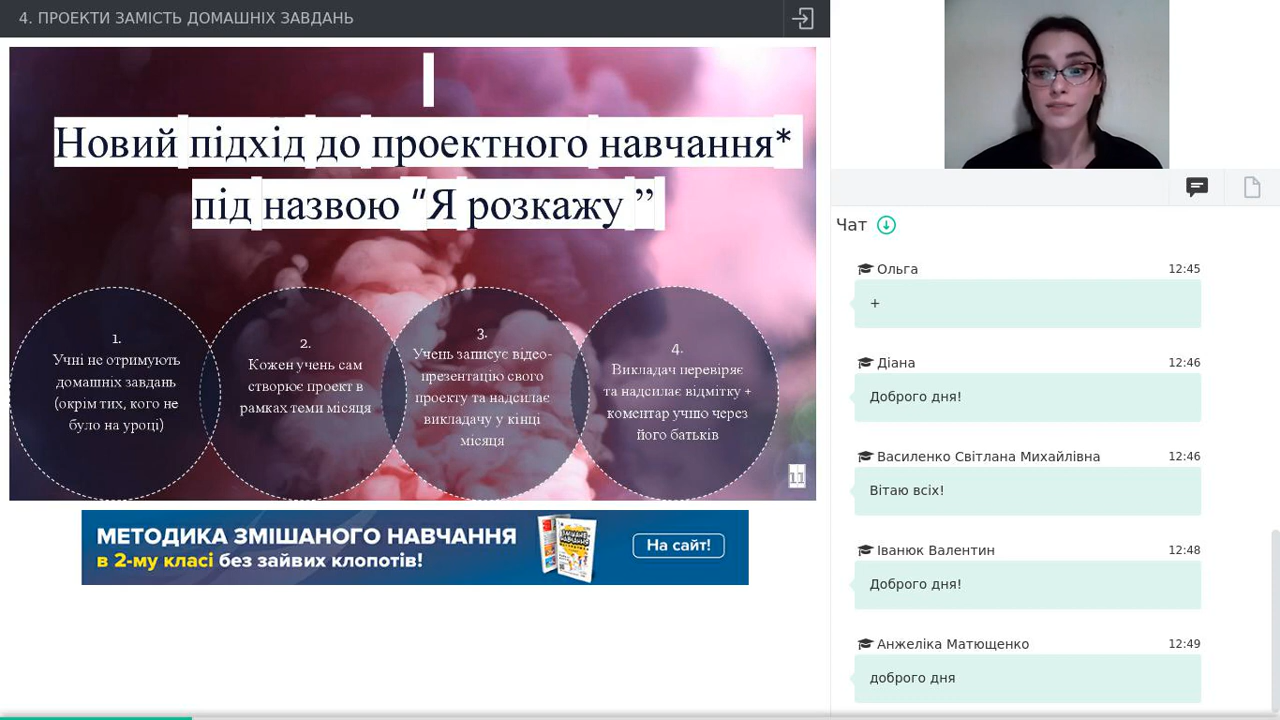 4. ПРОЕКТИ ЗАМІСТЬ ДОМАШНІХ ЗАВДАНЬ
Новий підхід до проектного навчання*
під назвою “Я розкажу ”
1.
Учні не отримують
домашніх завдань
(окрім тих, кого не
було на уроці)
2.
Кожен учень сам
створює проект в
рамках теми місяця
3.
Учень записує відео-
презентацію свого
проекту та надсилає
викладачу у кінці
місяця
4.
Викладач перевіряє
та надсилає відмітку +
коментар учню через
його батьків
11
МЕТОДИКА ЗМІШАНОГО НАВЧАННЯ
в 2-му класі без зайвих клопотів!
На сайт!
Чат
Ольга 12:45
+
Діана 12:46
Доброго дня!
Василенко Світлана Михайлівна 12:46
Вітаю всіх!
Іванюк Валентин 12:48
Доброго дня!
Анжеліка Матющенко 12:49
доброго дня